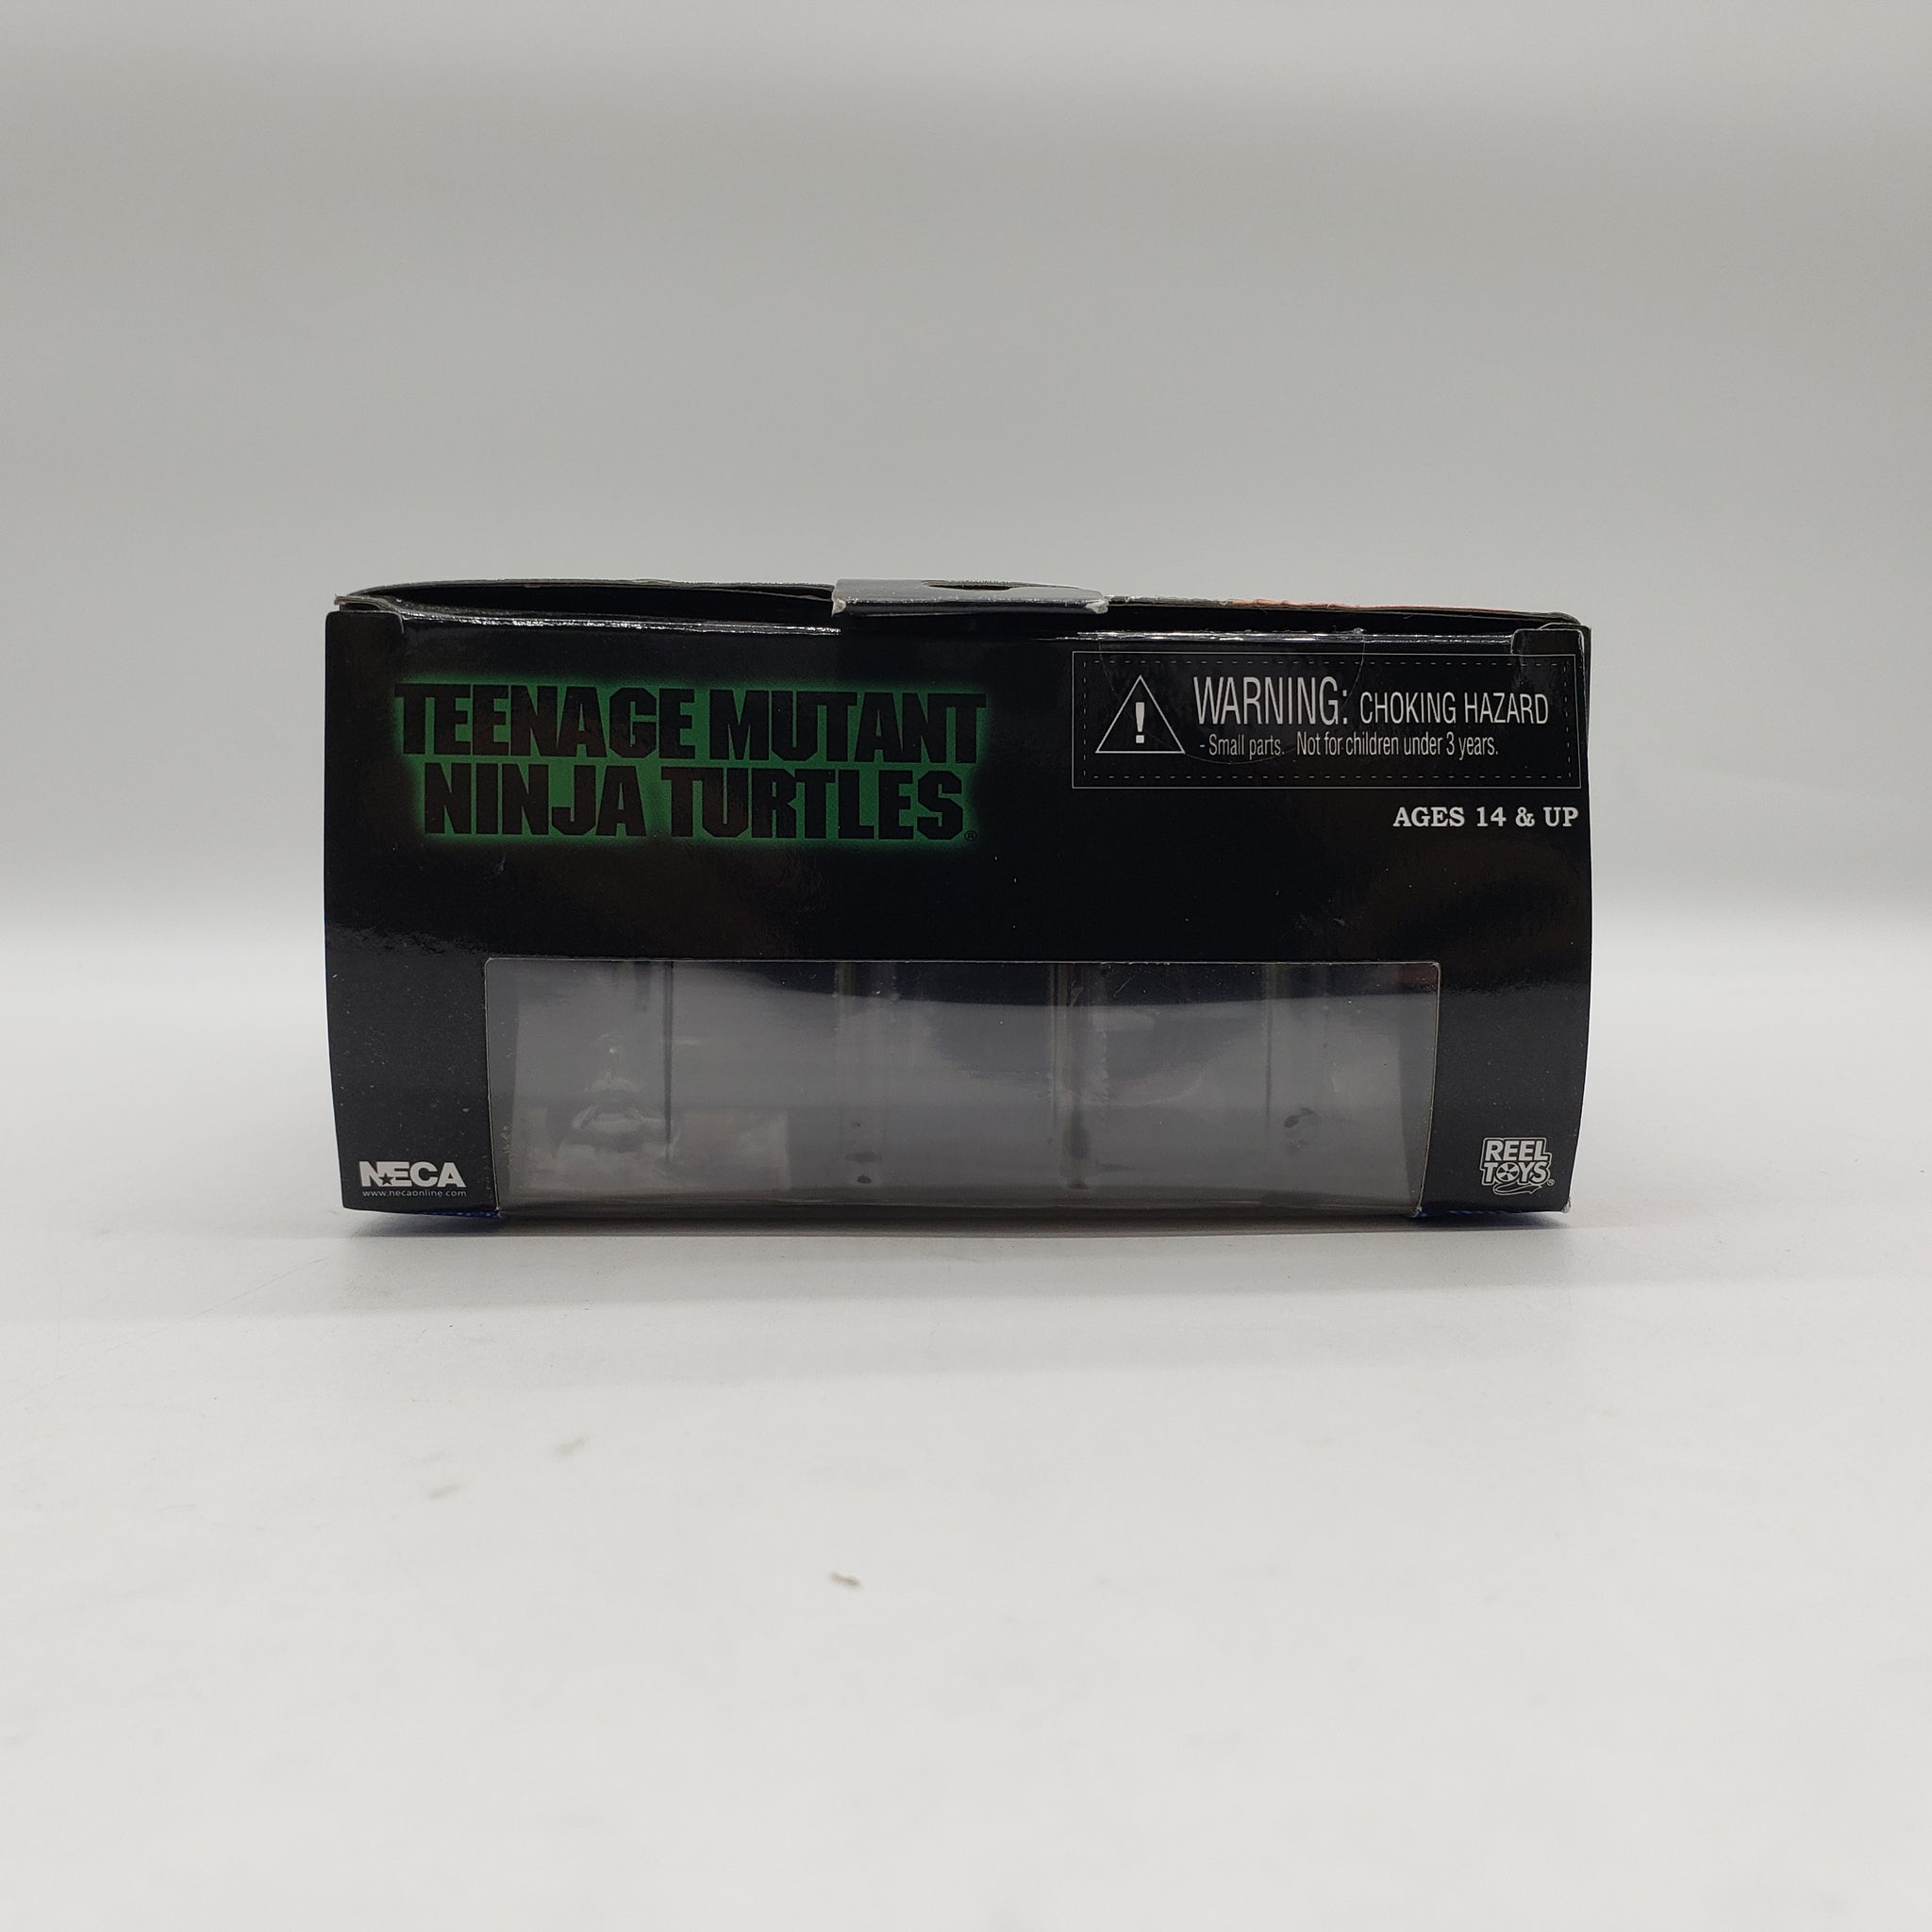 TEENAGE MUTANT
NINJA TURTLES®
WARNING: CHOKING HAZARD
- Small parts. Not for children under 3 years.
AGES 14 & UP
NECA
www.necaonline.com
REEL
TOYS®